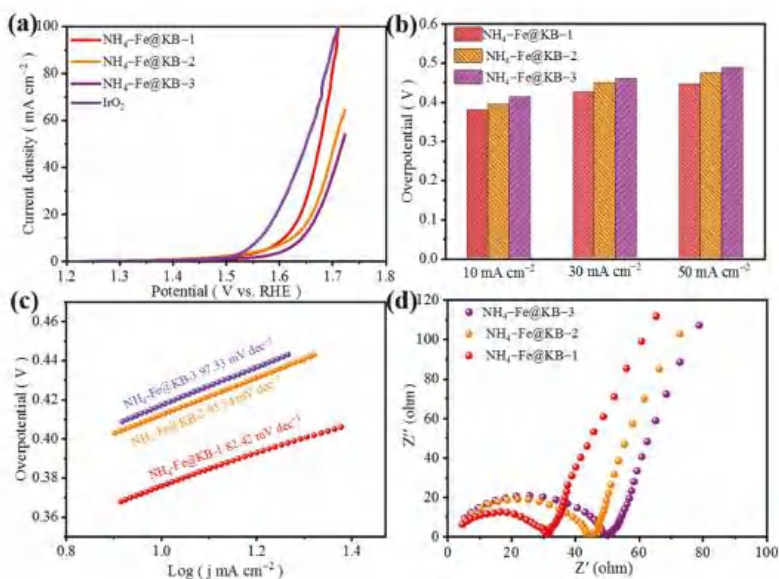 (a)
NH₄-Fe@KB-1
NH₄-Fe@KB-2
NH₄-Fe@KB-3
IrO₂
Current density ( mA cm⁻² )
100
80
60
40
20
0
1.2 1.3 1.4 1.5 1.6 1.7 1.8
Potential ( V vs. RHE )
(b)
NH₄-Fe@KB-1
NH₄-Fe@KB-2
NH₄-Fe@KB-3
Overpotential ( V )
0.6
0.5
0.4
0.3
0.2
0.1
0.0
10 mA cm⁻² 30 mA cm⁻² 50 mA cm⁻²
(c)
Overpotential ( V )
0.46
0.44
0.42
0.40
0.38
0.36
NH₄-Fe@KB-3 97.33 mV dec⁻¹
NH₄-Fe@KB-2 mV dec⁻¹
NH₄-Fe@KB-1 82.42 mV dec⁻¹
0.8 1.0 1.2 1.4
Log ( j mA cm⁻² )
(d)
NH₄-Fe@KB-3
NH₄-Fe@KB-2
NH₄-Fe@KB-1
Z'' (ohm)
120
100
80
60
40
20
0
0 20 40 60 80 100
Z' (ohm)